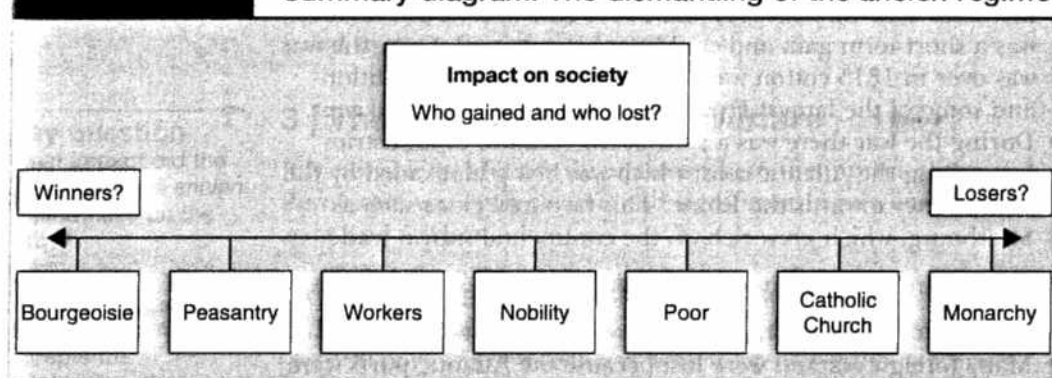 Summary diagram: The dismantling of the ancien régime
Impact on society
Who gained and who lost?
Winners?
Losers?
Bourgeoisie
Peasantry
Workers
Nobility
Poor
Catholic
Church
Monarchy